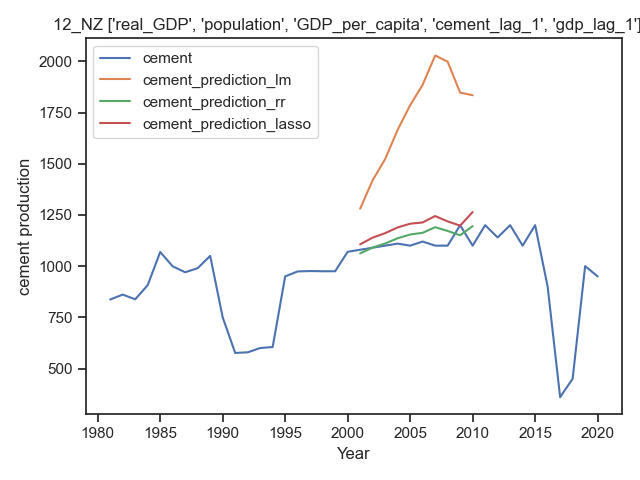 12_NZ ['real_GDP', 'population', 'GDP_per_capita', 'cement_lag_1', 'gdp_lag_1']
cement
cement_prediction_lm
cement_prediction_rr
cement_prediction_lasso
cement production
2000
1750
1500
1250
1000
750
500
1980 1985 1990 1995 2000 2005 2010 2015 2020
Year